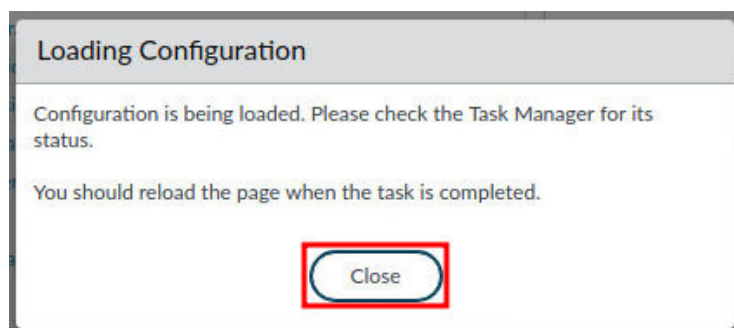 Loading Configuration
Configuration is being loaded. Please check the Task Manager for its
status.
You should reload the page when the task is completed.
Close